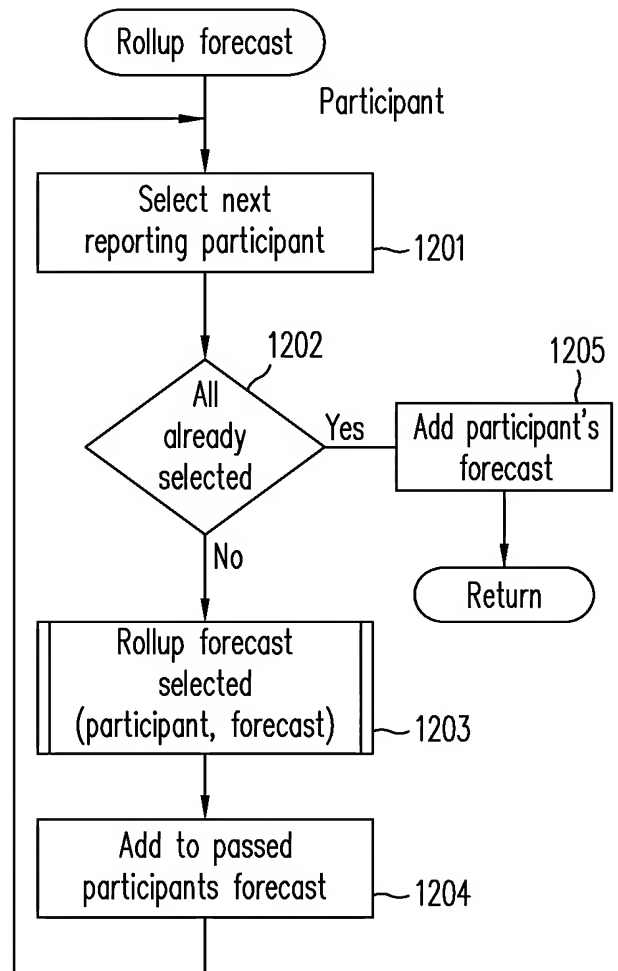 Rollup forecast
Participant
Select next
reporting participant
1201
1202
All
already
selected
Yes
1205
Add participant's
forecast
Return
No
Rollup forecast
selected
(participant, forecast)
1203
Add to passed
participants forecast
1204